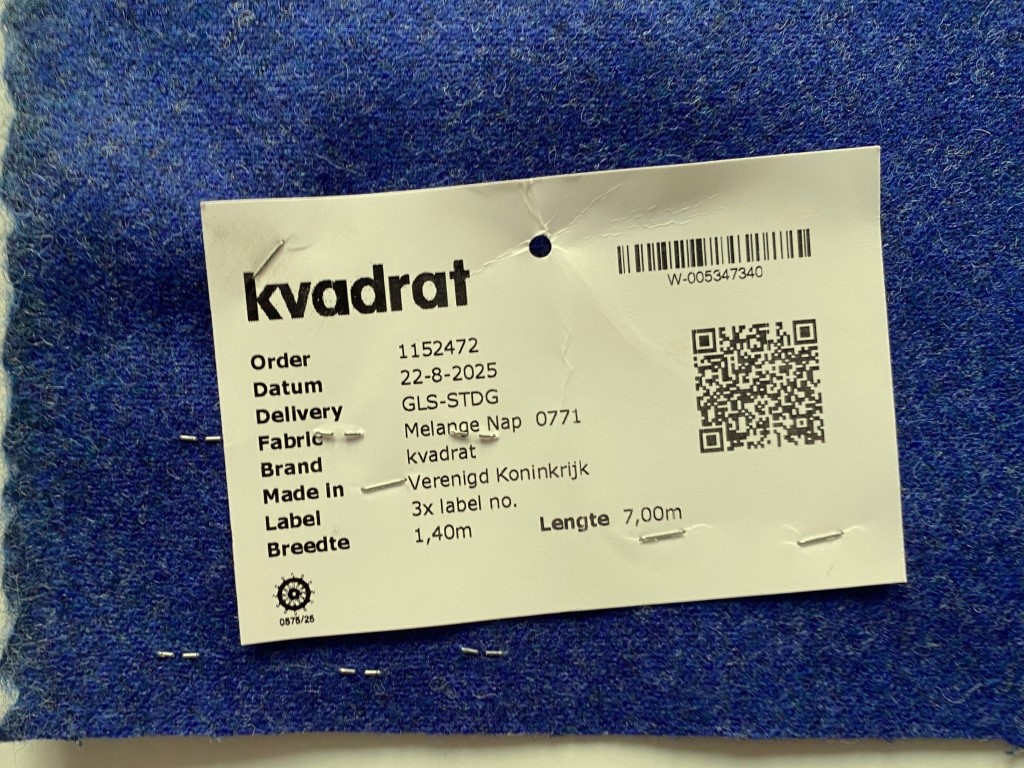 kvadrat
W-005347340
Order 1152472
Datum 22-8-2025
Delivery GLS-STDG
Fabric Melange Nap 0771
Brand kvadrat
Made in Verenigd Koninkrijk
Label 3x label no.
Breedte 1,40m Lengte 7,00m
0575/25